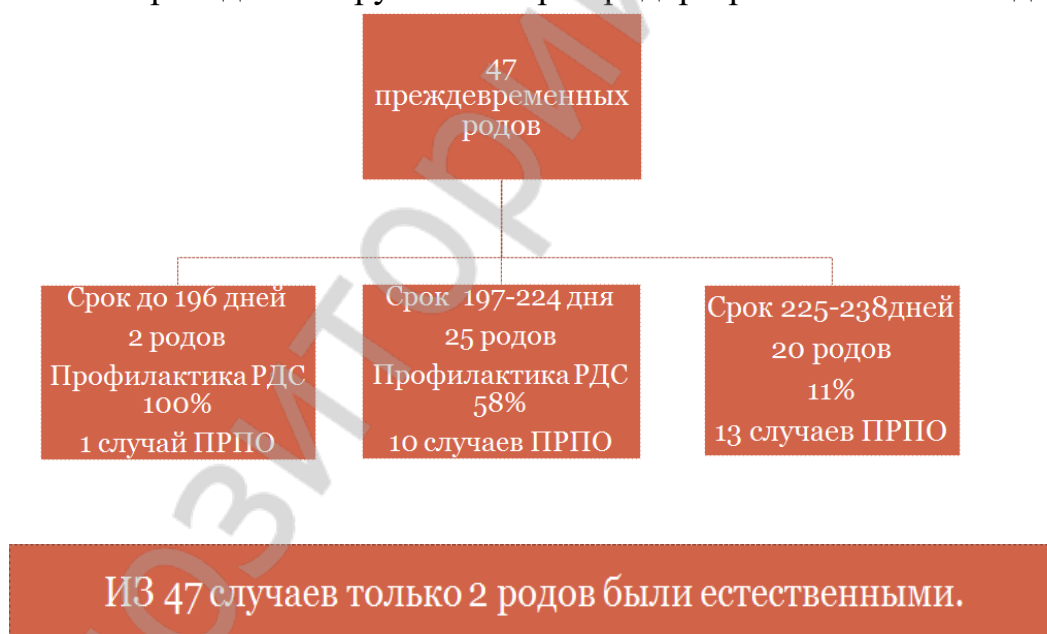 47
преждевременных
родов
Срок до 196 дней
2 родов
Профилактика РДС
100%
1 случай ПРПО
Срок 197-224 дня
25 родов
Профилактика РДС
58%
10 случаев ПРПО
Срок 225-238дней
20 родов
11%
13 случаев ПРПО
ИЗ 47 случаев только 2 родов были естественными.